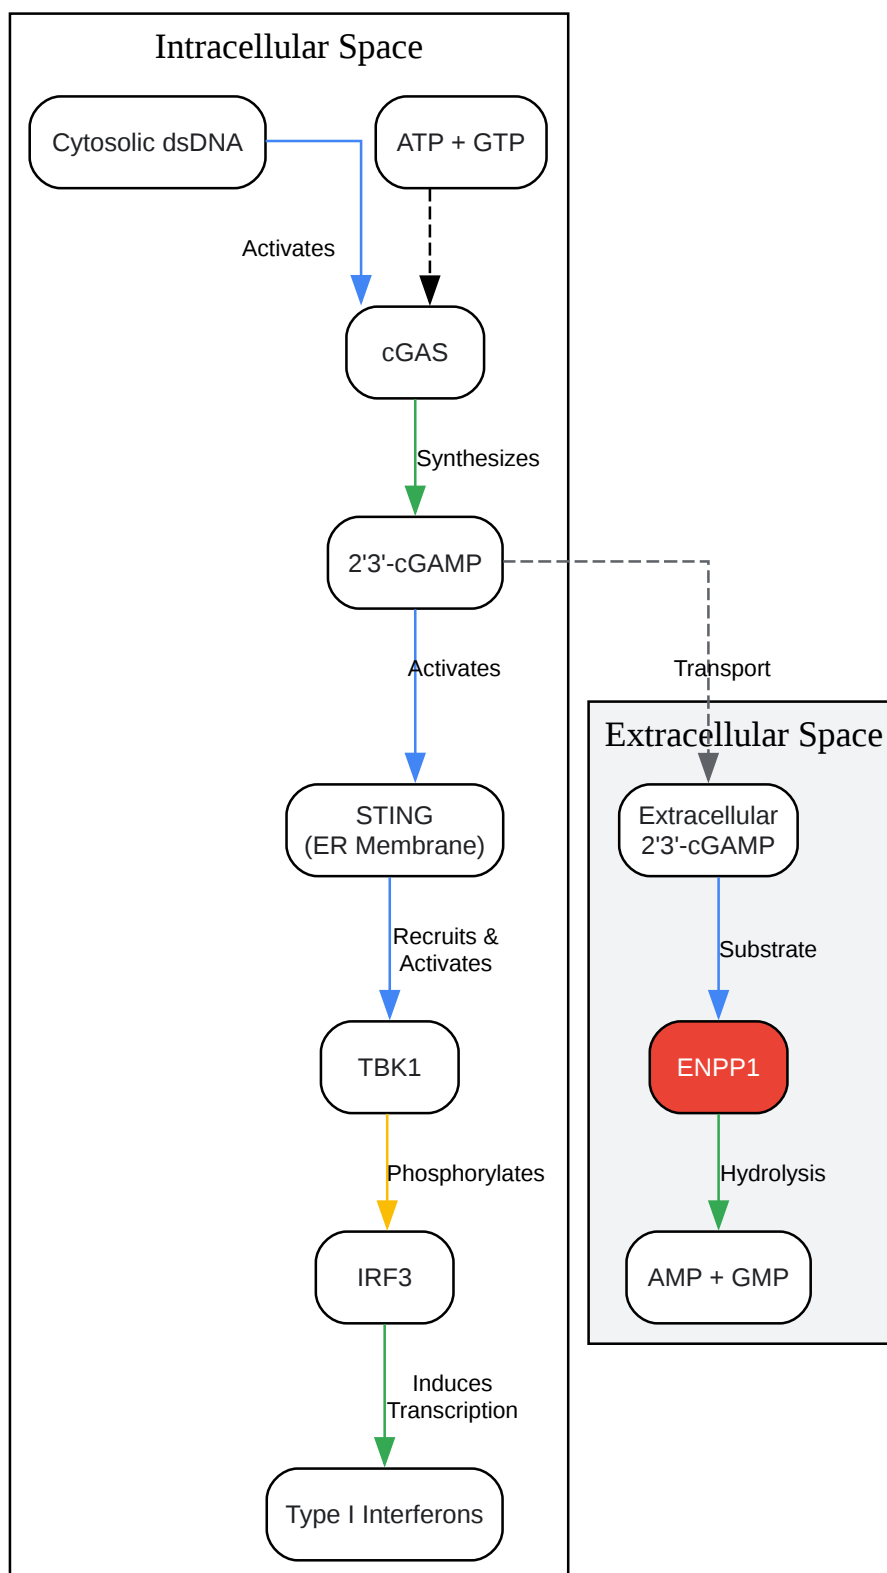 Intracellular Space
Cytosolic dsDNA
ATP + GTP
Activates
cGAS
Synthesizes
2'3'-cGAMP
Activates
Transport
Extracellular Space
STING
(ER Membrane)
Extracellular
2'3'-cGAMP
Recruits &
Activates
Substrate
TBK1
ENPP1
Phosphorylates
Hydrolysis
IRF3
AMP + GMP
Induces
Transcription
Type I Interferons